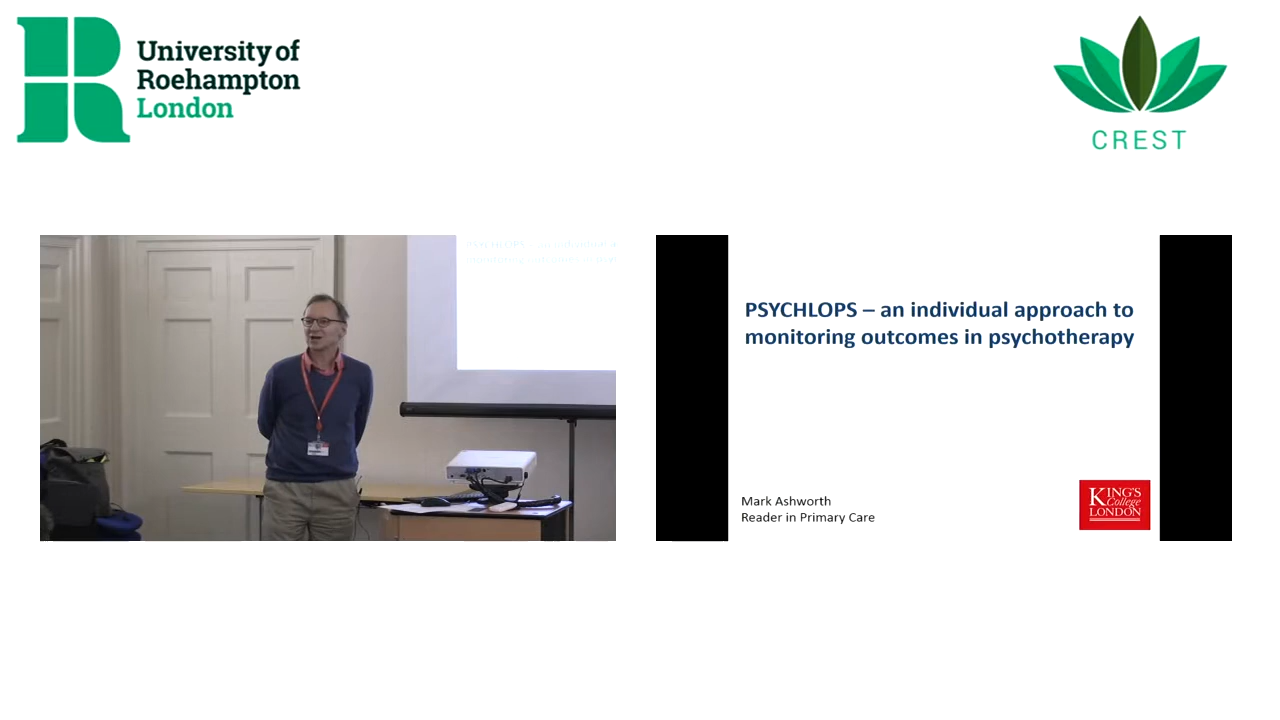 University of
Roehampton
London
CREST
PSYCHLOPS – an individual approach to
monitoring outcomes in psychotherapy
Mark Ashworth
Reader in Primary Care
KING'S
College
LONDON